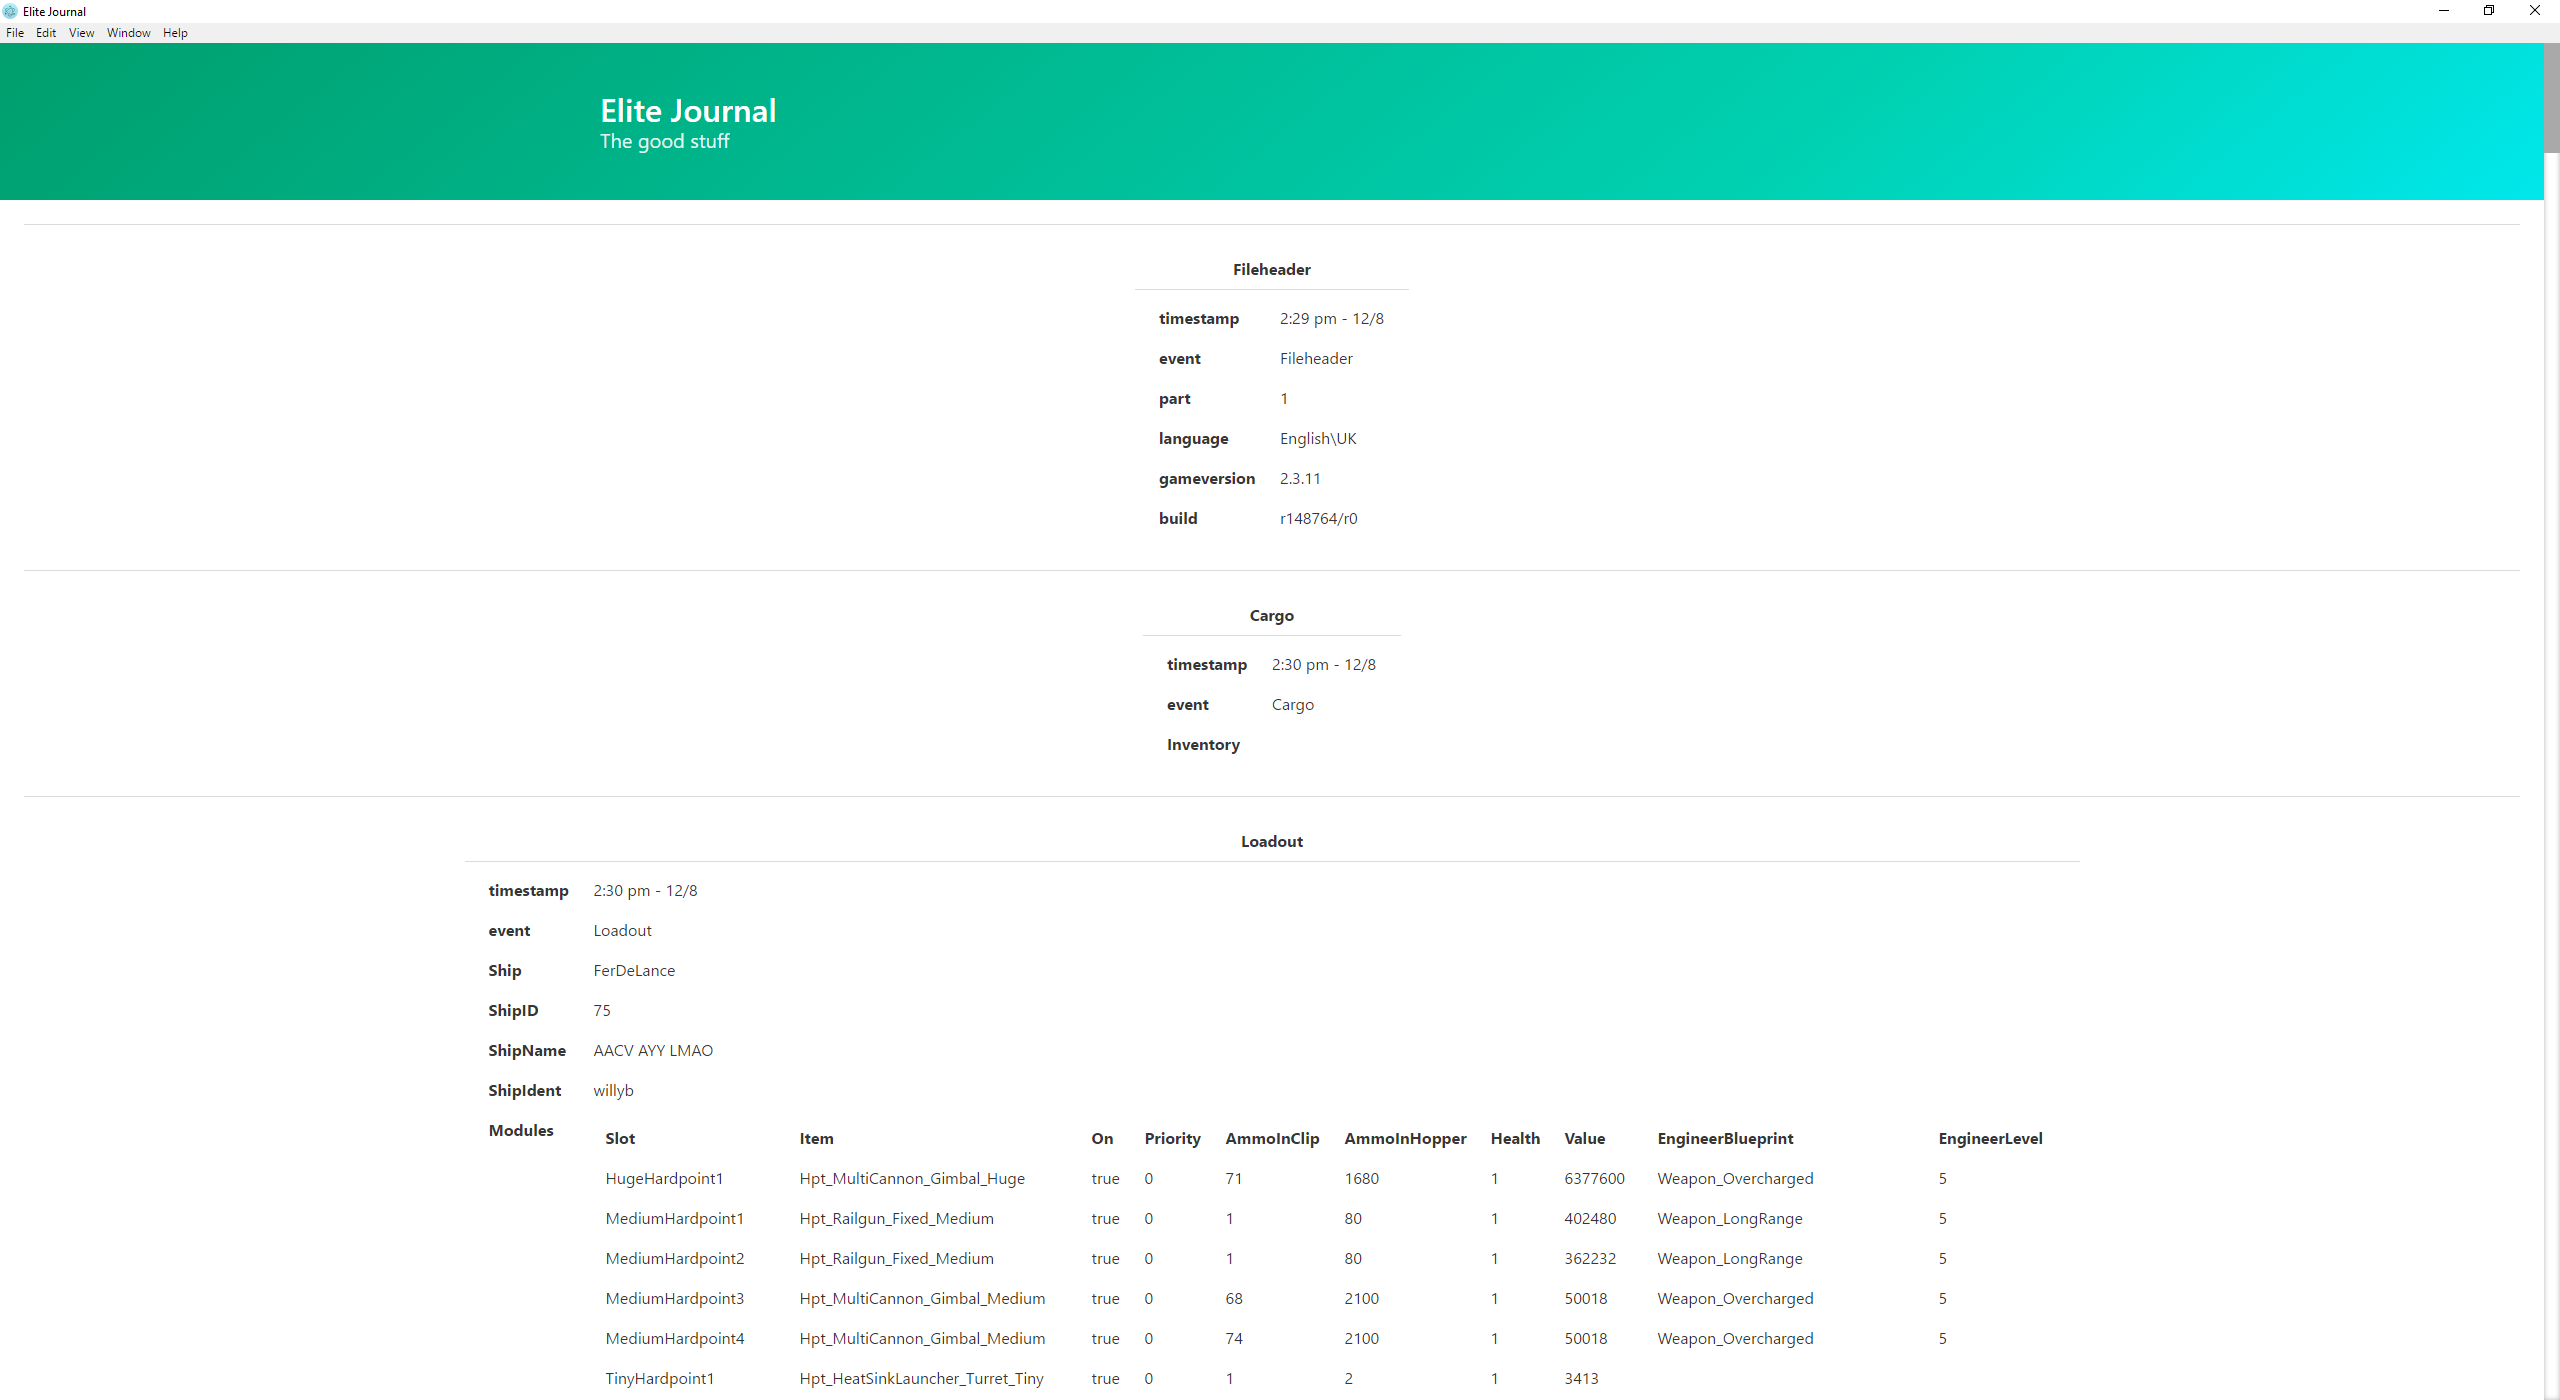 Elite Journal
File Edit View Window Help
Elite Journal
The good stuff
Fileheader
timestamp 2:29 pm - 12/8
event Fileheader
part 1
language English\UK
gameversion 2.3.11
build r148764/r0
Cargo
timestamp 2:30 pm - 12/8
event Cargo
Inventory
Loadout
timestamp 2:30 pm - 12/8
event Loadout
Ship FerDeLance
ShipID 75
ShipName AACV AYY LMAO
ShipIdent willyb
Modules Slot Item On Priority AmmoInClip AmmoInHopper Health Value EngineerBlueprint EngineerLevel
HugeHardpoint1 Hpt_MultiCannon_Gimbal_Huge true 0 71 1680 1 6377600 Weapon_Overcharged 5
MediumHardpoint1 Hpt_Railgun_Fixed_Medium true 0 1 80 1 402480 Weapon_LongRange 5
MediumHardpoint2 Hpt_Railgun_Fixed_Medium true 0 1 80 1 362232 Weapon_LongRange 5
MediumHardpoint3 Hpt_MultiCannon_Gimbal_Medium true 0 68 2100 1 50018 Weapon_Overcharged 5
MediumHardpoint4 Hpt_MultiCannon_Gimbal_Medium true 0 74 2100 1 50018 Weapon_Overcharged 5
TinyHardpoint1 Hpt_HeatSinkLauncher_Turret_Tiny true 0 1 2 1 3413